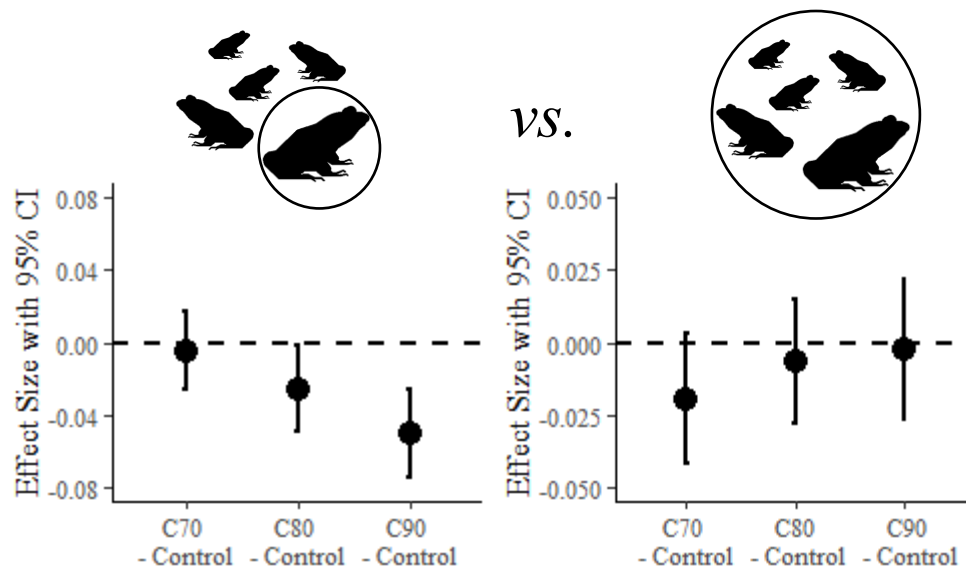 vs.
Effect Size with 95% CI
0.08
0.04
0.00
-0.04
-0.08
C70
- Control
C80
- Control
C90
- Control
Effect Size with 95% CI
0.050
0.025
0.000
-0.025
-0.050
C70
- Control
C80
- Control
C90
- Control